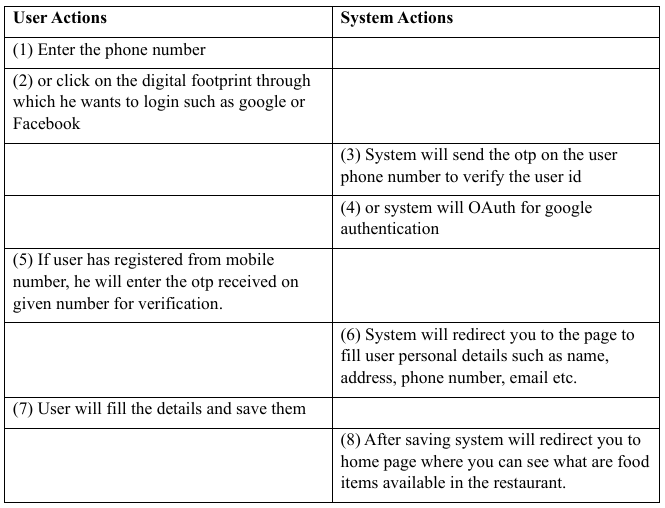 User Actions
System Actions
(1) Enter the phone number
(2) or click on the digital footprint through
which he wants to login such as google or
Facebook
(3) System will send the otp on the user
phone number to verify the user id
(4) or system will OAuth for google
authentication
(5) If user has registered from mobile
number, he will enter the otp received on
given number for verification.
(6) System will redirect you to the page to
fill user personal details such as name,
address, phone number, email etc.
(7) User will fill the details and save them
(8) After saving system will redirect you to
home page where you can see what are food
items available in the restaurant.